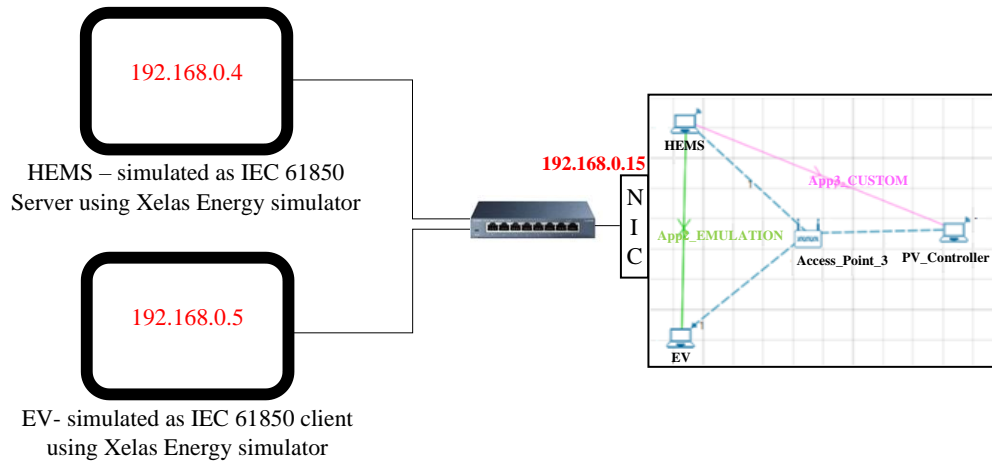 192.168.0.4
HEMS – simulated as IEC 61850
Server using Xelas Energy simulator
192.168.0.5
EV- simulated as IEC 61850 client
using Xelas Energy simulator
192.168.0.15
N
I
C
HEMS
App3_CUSTOM
1
App2_EMULATION
Access_Point_3
PV_Controller
1
EV